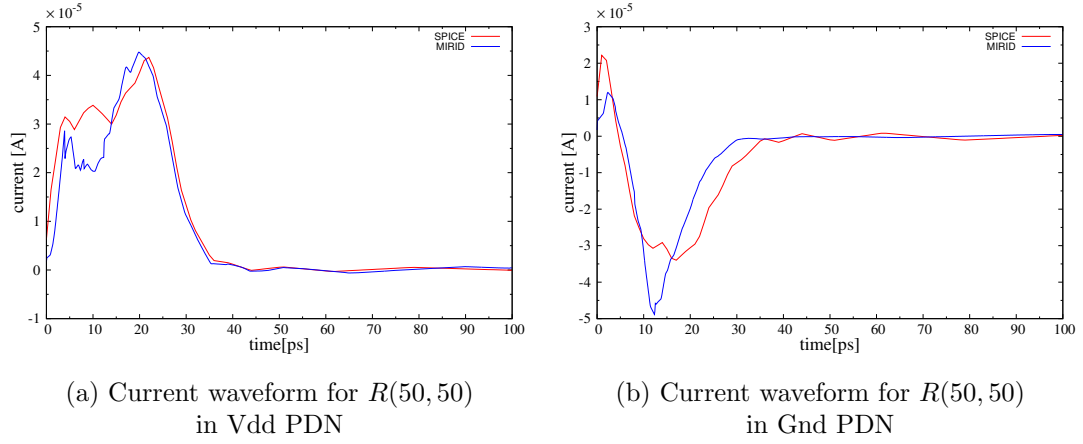 × 10-5
5
4
3
2
1
0
-1
current [A]
0 10 20 30 40 50 60 70 80 90 100
time[ps]
SPICE
MIRID
(a) Current waveform for R(50, 50)
in Vdd PDN
× 10-5
3
2
1
0
-1
-2
-3
-4
-5
current [A]
0 10 20 30 40 50 60 70 80 90 100
time[ps]
SPICE
MIRID
(b) Current waveform for R(50, 50)
in Gnd PDN